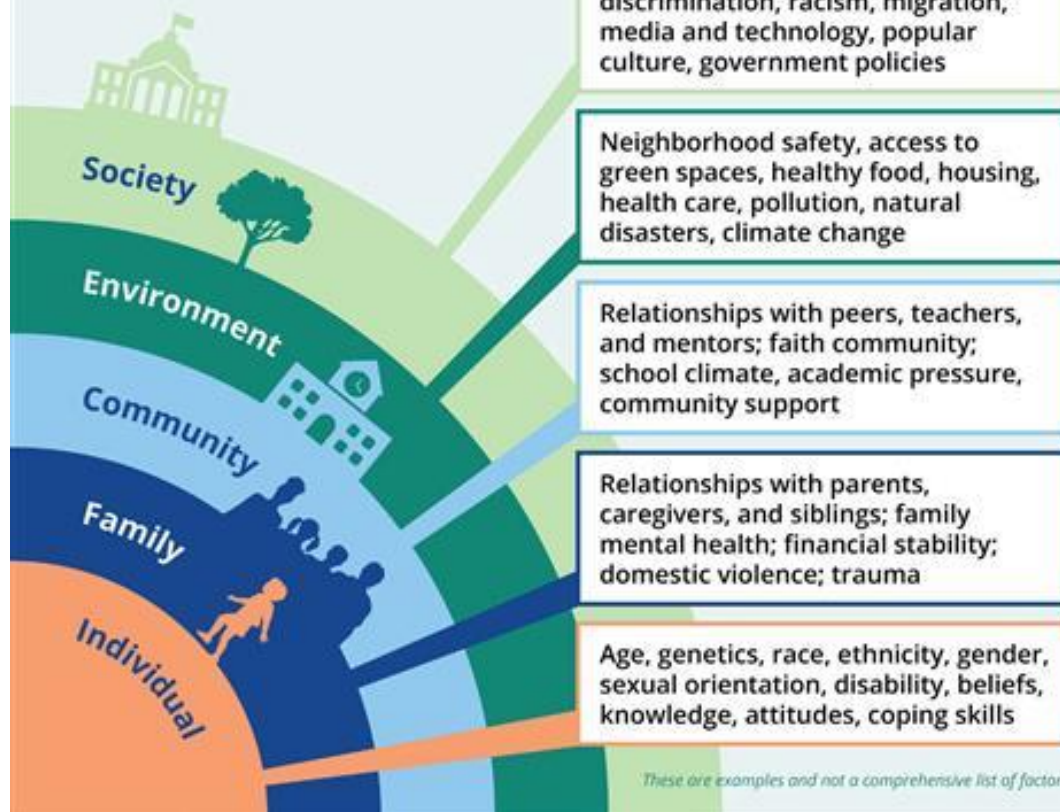 discrimination, racism, migration,
media and technology, popular
culture, government policies
Society
Neighborhood safety, access to
green spaces, healthy food, housing,
health care, pollution, natural
disasters, climate change
Environment
Relationships with peers, teachers,
and mentors; faith community;
school climate, academic pressure,
community support
Community
Relationships with parents,
caregivers, and siblings; family
mental health; financial stability;
domestic violence; trauma
Family
Age, genetics, race, ethnicity, gender,
sexual orientation, disability, beliefs,
knowledge, attitudes, coping skills
Individual
These are examples and not a comprehensive list of factor